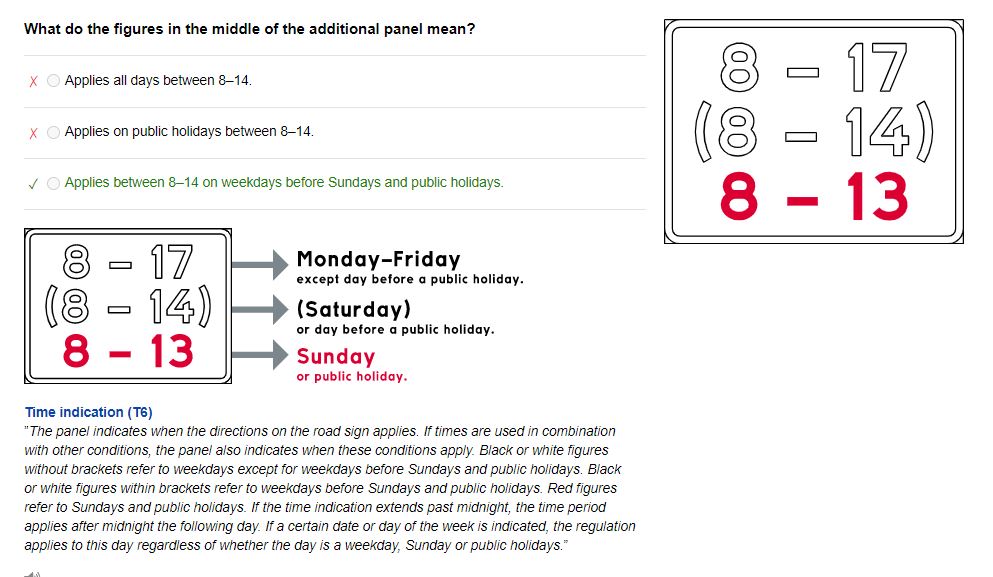 What do the figures in the middle of the additional panel mean?
8 – 17
(8 – 14)
8 – 13
✗ Applies all days between 8–14.
✗ Applies on public holidays between 8–14.
✓ Applies between 8–14 on weekdays before Sundays and public holidays.
8 – 17
(8 – 14)
8 – 13
Monday–Friday
except day before a public holiday.
(Saturday)
or day before a public holiday.
Sunday
or public holiday.
Time indication (T6)
”The panel indicates when the directions on the road sign applies. If times are used in combination
with other conditions, the panel also indicates when these conditions apply. Black or white figures
without brackets refer to weekdays except for weekdays before Sundays and public holidays. Black
or white figures within brackets refer to weekdays before Sundays and public holidays. Red figures
refer to Sundays and public holidays. If the time indication extends past midnight, the time period
applies after midnight the following day. If a certain date or day of the week is indicated, the regulation
applies to this day regardless of whether the day is a weekday, Sunday or public holidays.”